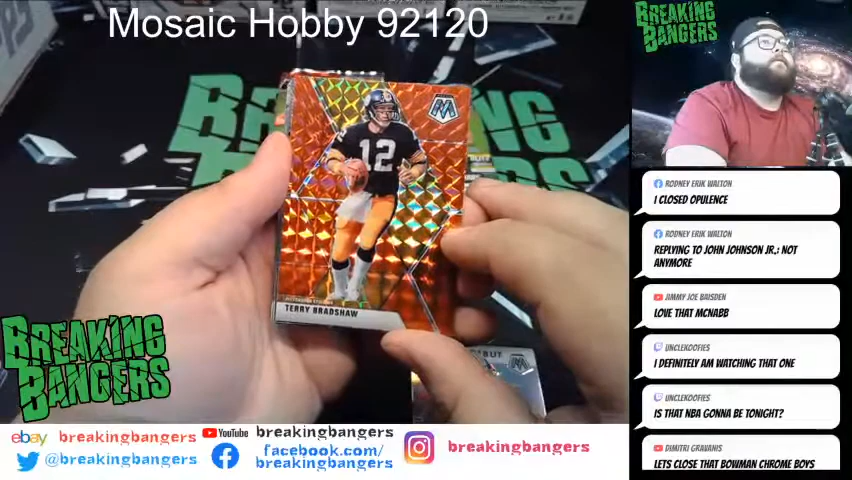 Mosaic Hobby 92120
BREAKING
BANGERS
12
M
TERRY BRADSHAW
BREAKING
BANGERS
ebay breakingbangers
YouTube breakingbangers
@breakingbangers
facebook.com/
breakingbangers
breakingbangers
BREAKING
BANGERS
RODNEY ERIK WALTON
I CLOSED OPULENCE
RODNEY ERIK WALTON
REPLYING TO JOHN JOHNSON JR.: NOT
ANYMORE
JIMMY JOE BAISDEN
LOVE THAT MCNABB
UNCLEKOOFIES
I DEFINITELY AM WATCHING THAT ONE
UNCLEKOOFIES
IS THAT NBA GONNA BE TONIGHT?
DIMITRI GRAVANIS
LETS CLOSE THAT BOWMAN CHROME BOYS